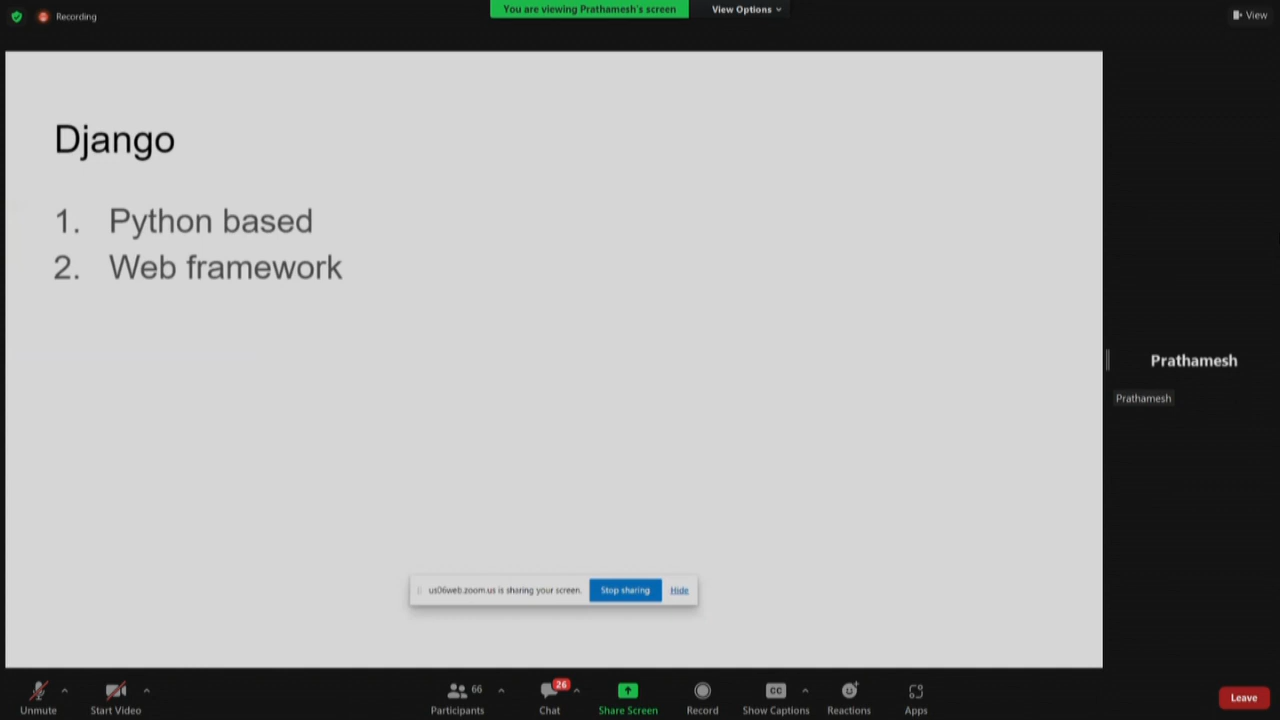 Recording
You are viewing Prathamesh's screen
View Options
View
Django
1. Python based
2. Web framework
Prathamesh
Prathamesh
us06web.zoom.us is sharing your screen.
Stop sharing
Hide
Unmute
Start Video
66
Participants
26
Chat
Share Screen
Record
CC
Show Captions
Reactions
Apps
Leave